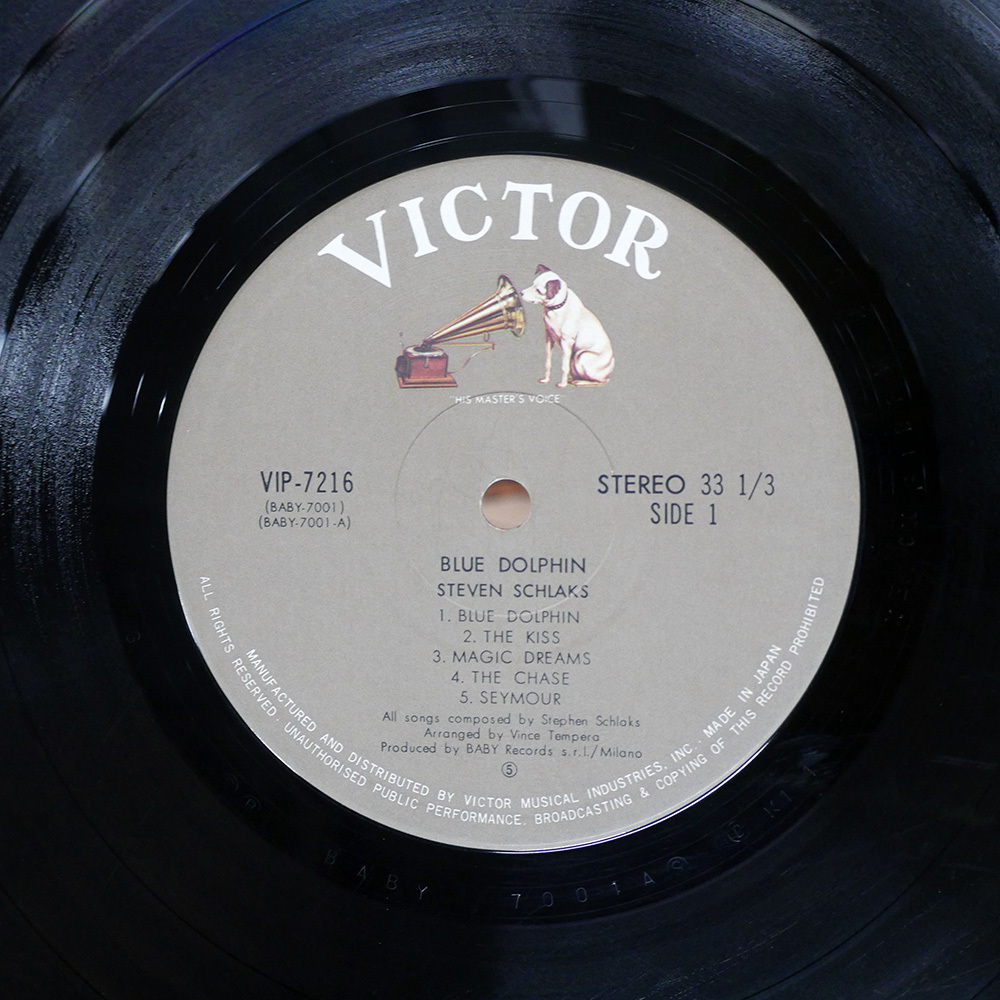 VICTOR
"HIS MASTER'S VOICE"
VIP-7216
(BABY-7001)
(BABY-7001-A)
STEREO 33 1/3
SIDE 1
BLUE DOLPHIN
STEVEN SCHLAKS
1. BLUE DOLPHIN
2. THE KISS
3. MAGIC DREAMS
4. THE CHASE
5. SEYMOUR
All songs composed by Stephen Schlaks
Arranged by Vince Tempera
Produced by BABY Records s.r.l./Milano
⑤
MANUFACTURED AND DISTRIBUTED BY VICTOR MUSICAL INDUSTRIES, INC.: MADE IN JAPAN
ALL RIGHTS RESERVED. UNAUTHORISED PUBLIC PERFORMANCE. BROADCASTING & COPYING OF THIS RECORD PROHIBITED
BABY 7001A